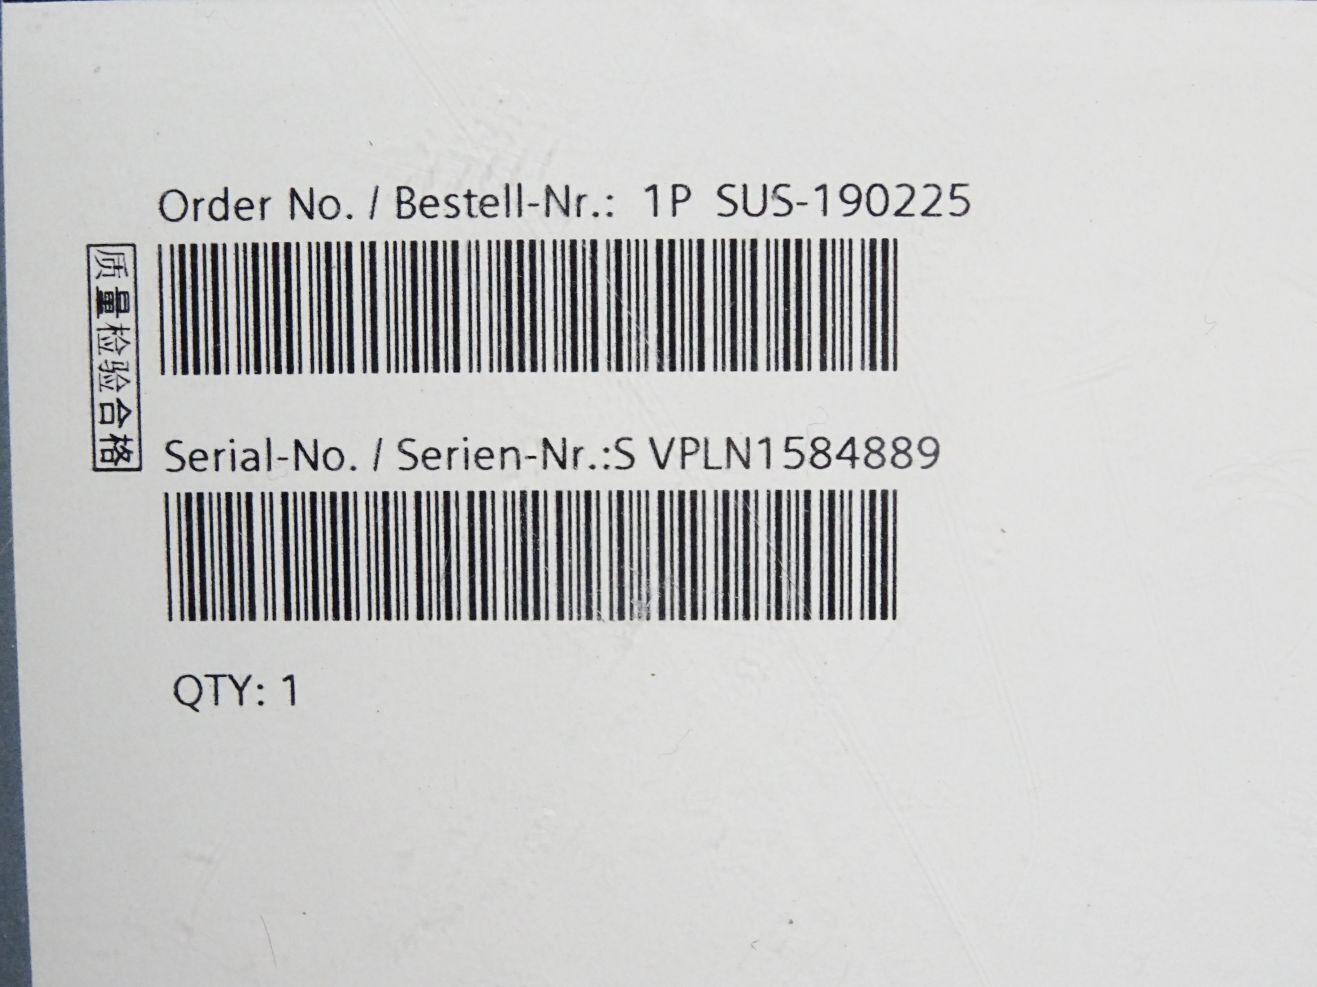 Order No. / Bestell-Nr.: 1P SUS-190225
质量检验合格
Serial-No. / Serien-Nr.:S VPLN1584889
QTY: 1